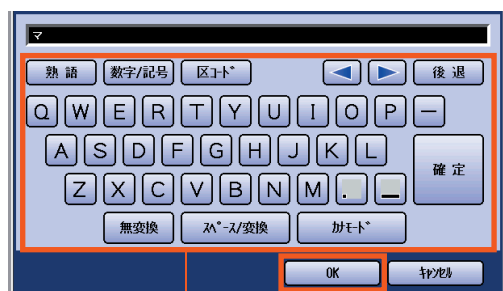 マ
熟語 数字/記号 区コード ◀ ▶ 後退
Q W E R T Y U I O P ー
A S D F G H J K L 確定
Z X C V B N M . _
無変換 スペース/変換 カナモード
OK キャンセル